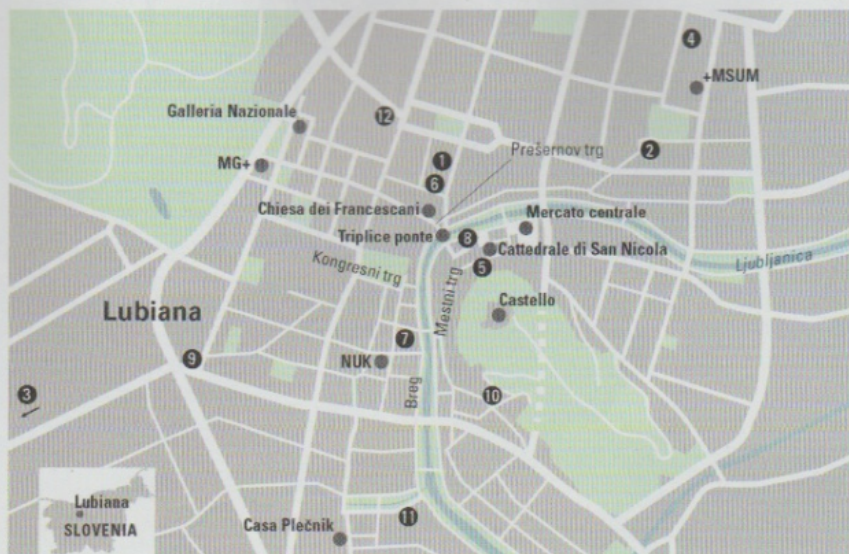 4
+MSUM
Galleria Nazionale
12
2
Prešernov trg
1
MG+
6
Chiesa dei Francescani
Mercato centrale
Triplice ponte
8
Cattedrale di San Nicola
Kongresni trg
5
Ljubljanica
Mestni trg
Castello
Lubiana
7
9
NUK
3
Breg
10
Lubiana
SLOVENIA
11
Casa Plečnik